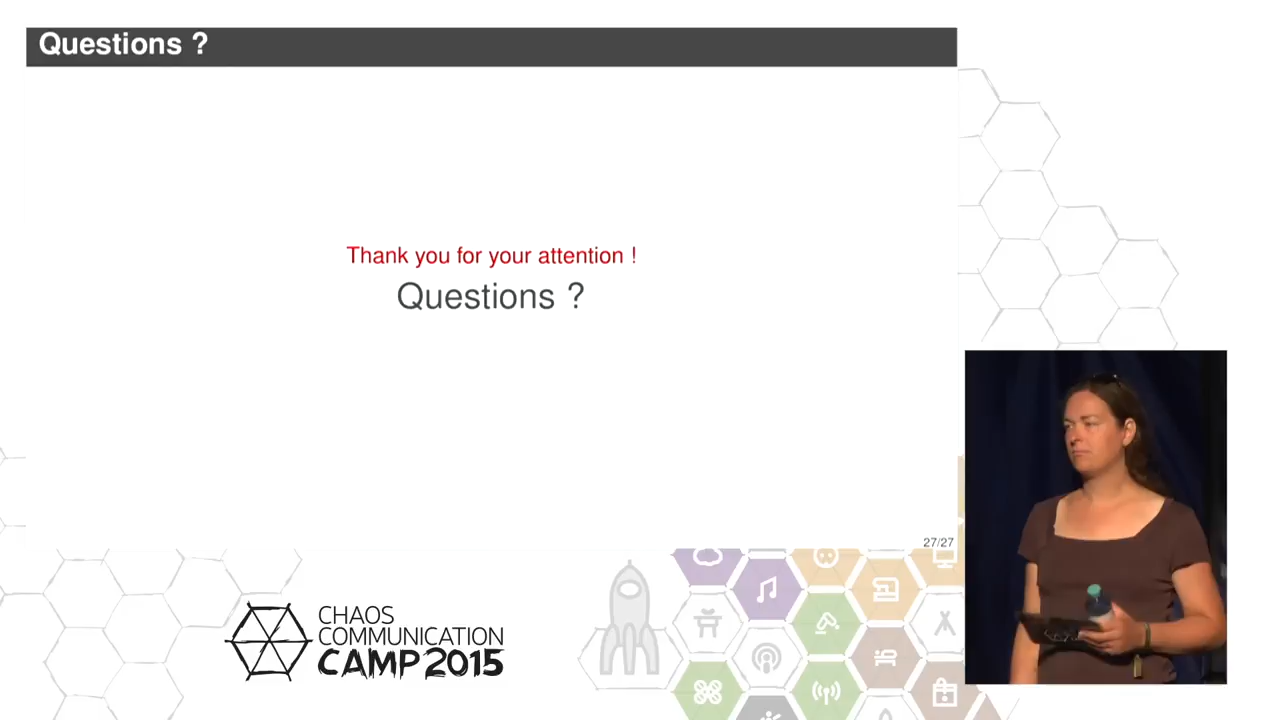 Questions ?
Thank you for your attention !
Questions ?
27/27
CHAOS
COMMUNICATION
CAMP 2015